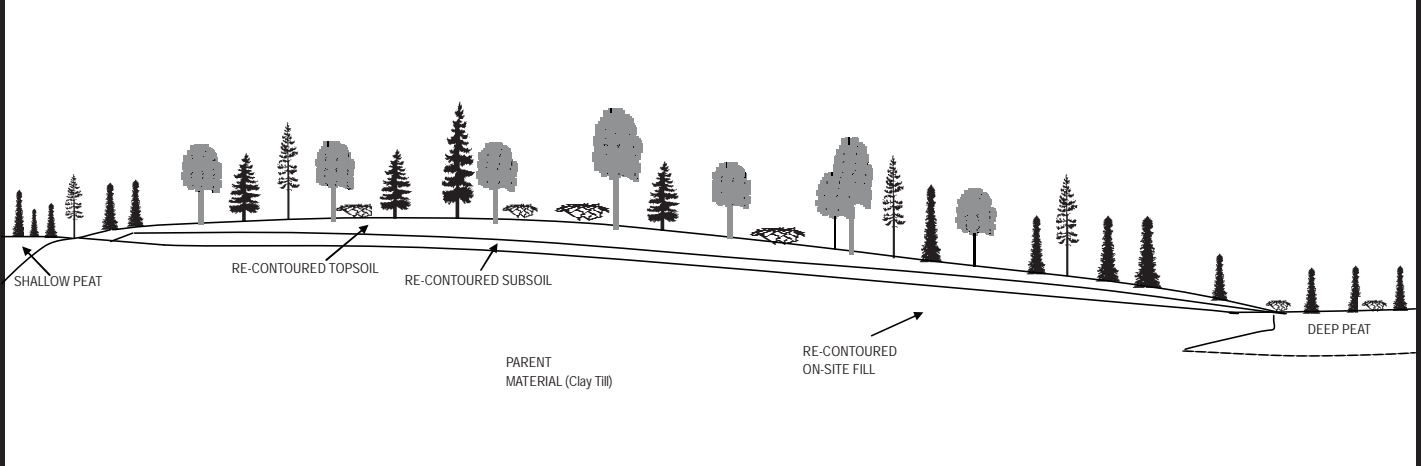 RE-CONTOURED TOPSOIL
SHALLOW PEAT
RE-CONTOURED SUBSOIL
DEEP PEAT
RE-CONTOURED
ON-SITE FILL
PARENT
MATERIAL (Clay Till)